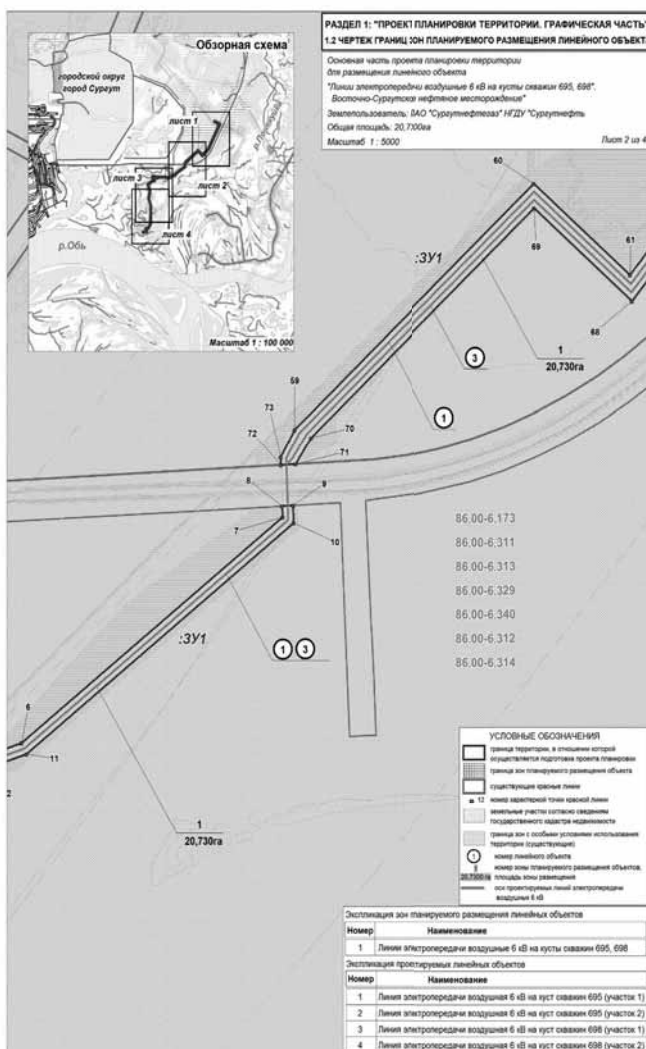 РАЗДЕЛ 1: "ПРОЕКТ ПЛАНИРОВКИ ТЕРРИТОРИИ. ГРАФИЧЕСКАЯ ЧАСТЬ"
1.2 ЧЕРТЕЖ ГРАНИЦ ЗОН ПЛАНИРУЕМОГО РАЗМЕЩЕНИЯ ЛИНЕЙНОГО ОБЪЕКТА
Основная часть проекта планировки территории
для размещения линейного объекта
"Линии электропередачи воздушные 6 кВ на кусты скважин 695, 698".
Восточно-Сургутское нефтяное месторождение"
Землепользователь: ПАО "Сургутнефтегаз" НГДУ "Сургутнефть
Общая площадь: 20,7300га
Масштаб 1 : 5000
Лист 2 из 4
Обзорная схема
городской округ
город Сургут
лист 1
лист 2
лист 3
лист 4
р.Обь
Масштаб 1 : 100 000
60
69
61
68
:ЗУ1
3
1
20,730га
1
59
73
72
70
71
8
9
7
10
86.00-6.173
86.00-6.311
86.00-6.313
86.00-6.329
86.00-6.340
86.00-6.312
86.00-6.314
:ЗУ1
1 3
6
11
2
1
20,730га
УСЛОВНЫЕ ОБОЗНАЧЕНИЯ
граница территории, в отношении которой
осуществляется подготовка проекта планировки
граница зон планируемого размещения объекта
существующие красные линии
12 номер характерной точки красной линии
земельные участки согласно сведениям
государственного кадастра недвижимости
граница зон с особыми условиями использования
территории (существующие)
1 номер линейного объекта
1 номер зоны планируемого размещения объектов,
20,7300 га площадь зоны размещения
оси проектируемых линий электропередачи
воздушных 6 кВ
Экспликация зон планируемого размещения линейных объектов
Номер Наименование
1 Линии электропередачи воздушные 6 кВ на кусты скважин 695, 698
Экспликация проектируемых линейных объектов
Номер Наименование
1 Линия электропередачи воздушная 6 кВ на куст скважин 695 (участок 1)
2 Линия электропередачи воздушная 6 кВ на куст скважин 695 (участок 2)
3 Линия электропередачи воздушная 6 кВ на куст скважин 698 (участок 1)
4 Линия электропередачи воздушная 6 кВ на куст скважин 698 (участок 2)